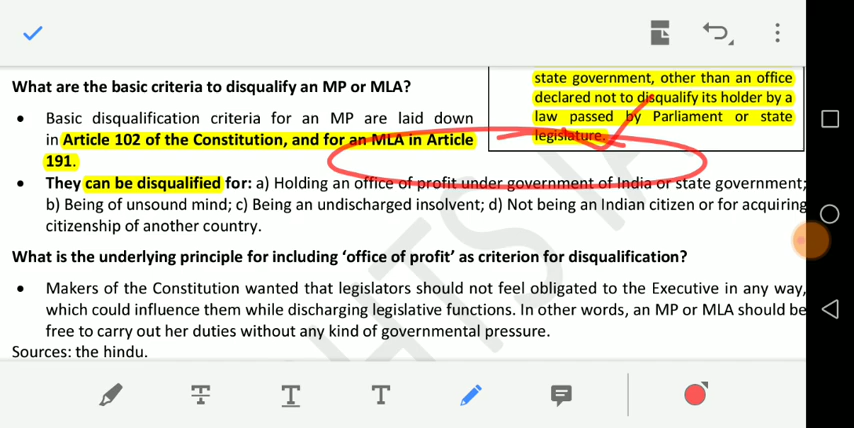 What are the basic criteria to disqualify an MP or MLA?
• Basic disqualification criteria for an MP are laid down
in Article 102 of the Constitution, and for an MLA in Article
191.
state government, other than an office
declared not to disqualify its holder by a
law passed by Parliament or state
legislature.
• They can be disqualified for: a) Holding an office of profit under government of India or state government;
b) Being of unsound mind; c) Being an undischarged insolvent; d) Not being an Indian citizen or for acquiring
citizenship of another country.
What is the underlying principle for including ‘office of profit’ as criterion for disqualification?
• Makers of the Constitution wanted that legislators should not feel obligated to the Executive in any way,
which could influence them while discharging legislative functions. In other words, an MP or MLA should be
free to carry out her duties without any kind of governmental pressure.
Sources: the hindu.